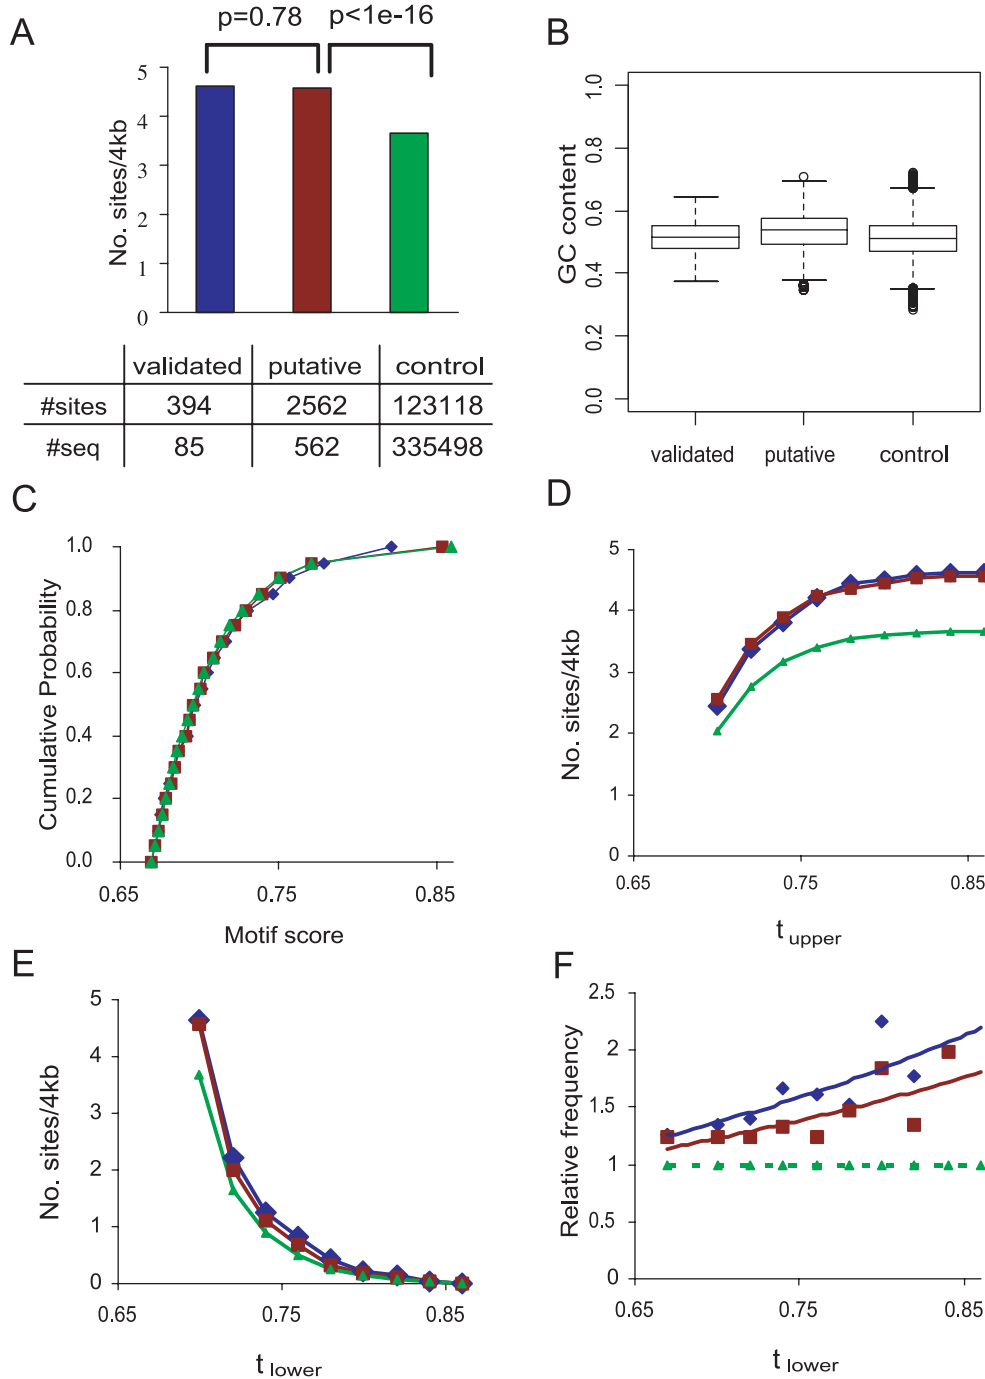 A
p=0.78 p<1e-16
No. sites/4kb
5
4
3
2
1
0
validated putative control
#sites 394 2562 123118
#seq 85 562 335498
B
GC content
1.0
0.8
0.6
0.4
0.2
0.0
validated putative control
C
Cumulative Probability
1.0
0.8
0.6
0.4
0.2
0.0
0.65 0.75 0.85
Motif score
D
No. sites/4kb
5
4
3
2
1
0
0.65 0.75 0.85
t upper
E
No. sites/4kb
5
4
3
2
1
0
0.65 0.75 0.85
t lower
F
Relative frequency
2.5
2
1.5
1
0.5
0
0.65 0.75 0.85
t lower